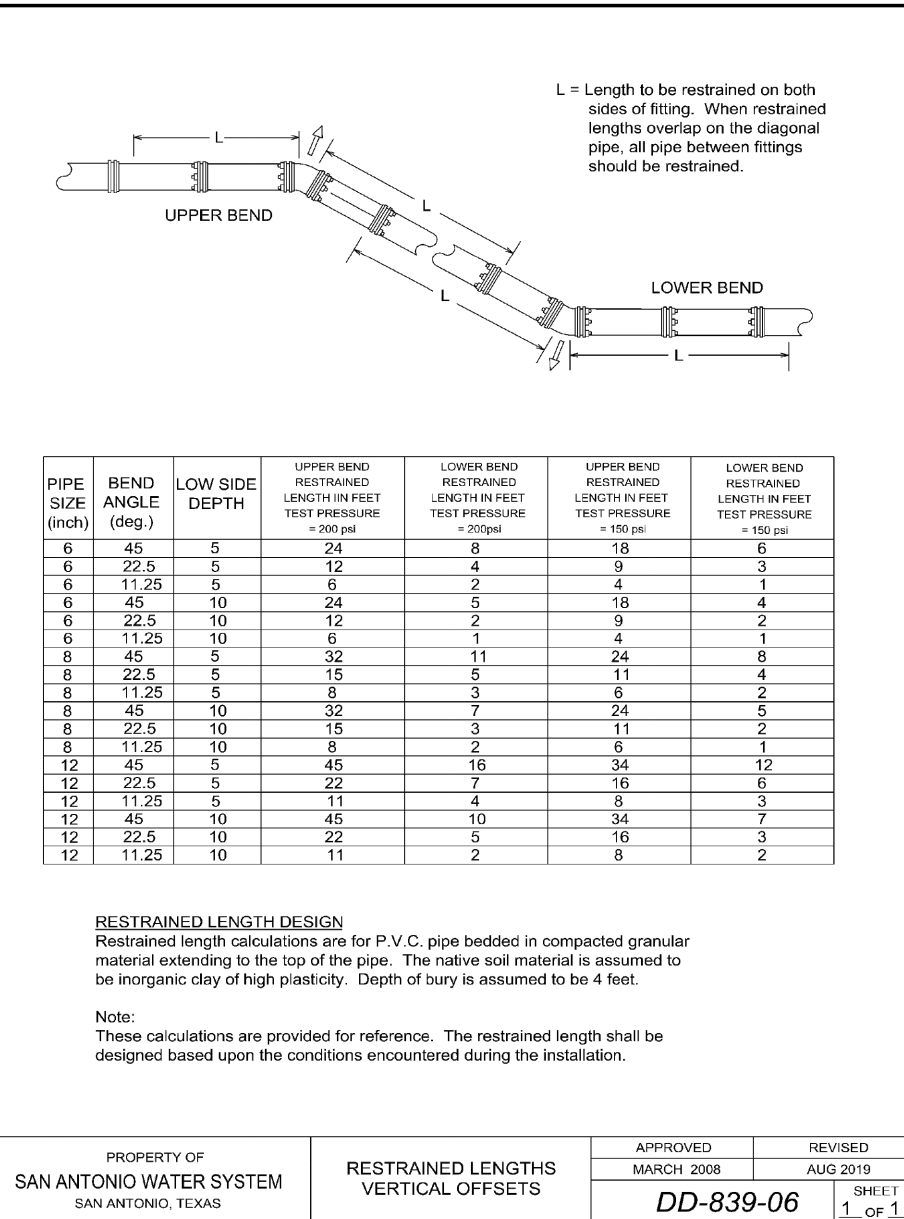 L = Length to be restrained on both
sides of fitting. When restrained
lengths overlap on the diagonal
pipe, all pipe between fittings
should be restrained.
L
UPPER BEND
L
L
LOWER BEND
L
PIPE SIZE (inch) BEND ANGLE (deg.) LOW SIDE DEPTH UPPER BEND RESTRAINED LENGTH IIN FEET TEST PRESSURE = 200 psi LOWER BEND RESTRAINED LENGTH IN FEET TEST PRESSURE = 200psi UPPER BEND RESTRAINED LENGTH IN FEET TEST PRESSURE = 150 psi LOWER BEND RESTRAINED LENGTH IN FEET TEST PRESSURE = 150 psi
6 45 5 24 8 18 6
6 22.5 5 12 4 9 3
6 11.25 5 6 2 4 1
6 45 10 24 5 18 4
6 22.5 10 12 2 9 2
6 11.25 10 6 1 4 1
8 45 5 32 11 24 8
8 22.5 5 15 5 11 4
8 11.25 5 8 3 6 2
8 45 10 32 7 24 5
8 22.5 10 15 3 11 2
8 11.25 10 8 2 6 1
12 45 5 45 16 34 12
12 22.5 5 22 7 16 6
12 11.25 5 11 4 8 3
12 45 10 45 10 34 7
12 22.5 10 22 5 16 3
12 11.25 10 11 2 8 2
RESTRAINED LENGTH DESIGN
Restrained length calculations are for P.V.C. pipe bedded in compacted granular
material extending to the top of the pipe. The native soil material is assumed to
be inorganic clay of high plasticity. Depth of bury is assumed to be 4 feet.
Note:
These calculations are provided for reference. The restrained length shall be
designed based upon the conditions encountered during the installation.
PROPERTY OF
SAN ANTONIO WATER SYSTEM
SAN ANTONIO, TEXAS
RESTRAINED LENGTHS
VERTICAL OFFSETS
APPROVED REVISED
MARCH 2008 AUG 2019
DD-839-06
SHEET
1 OF 1